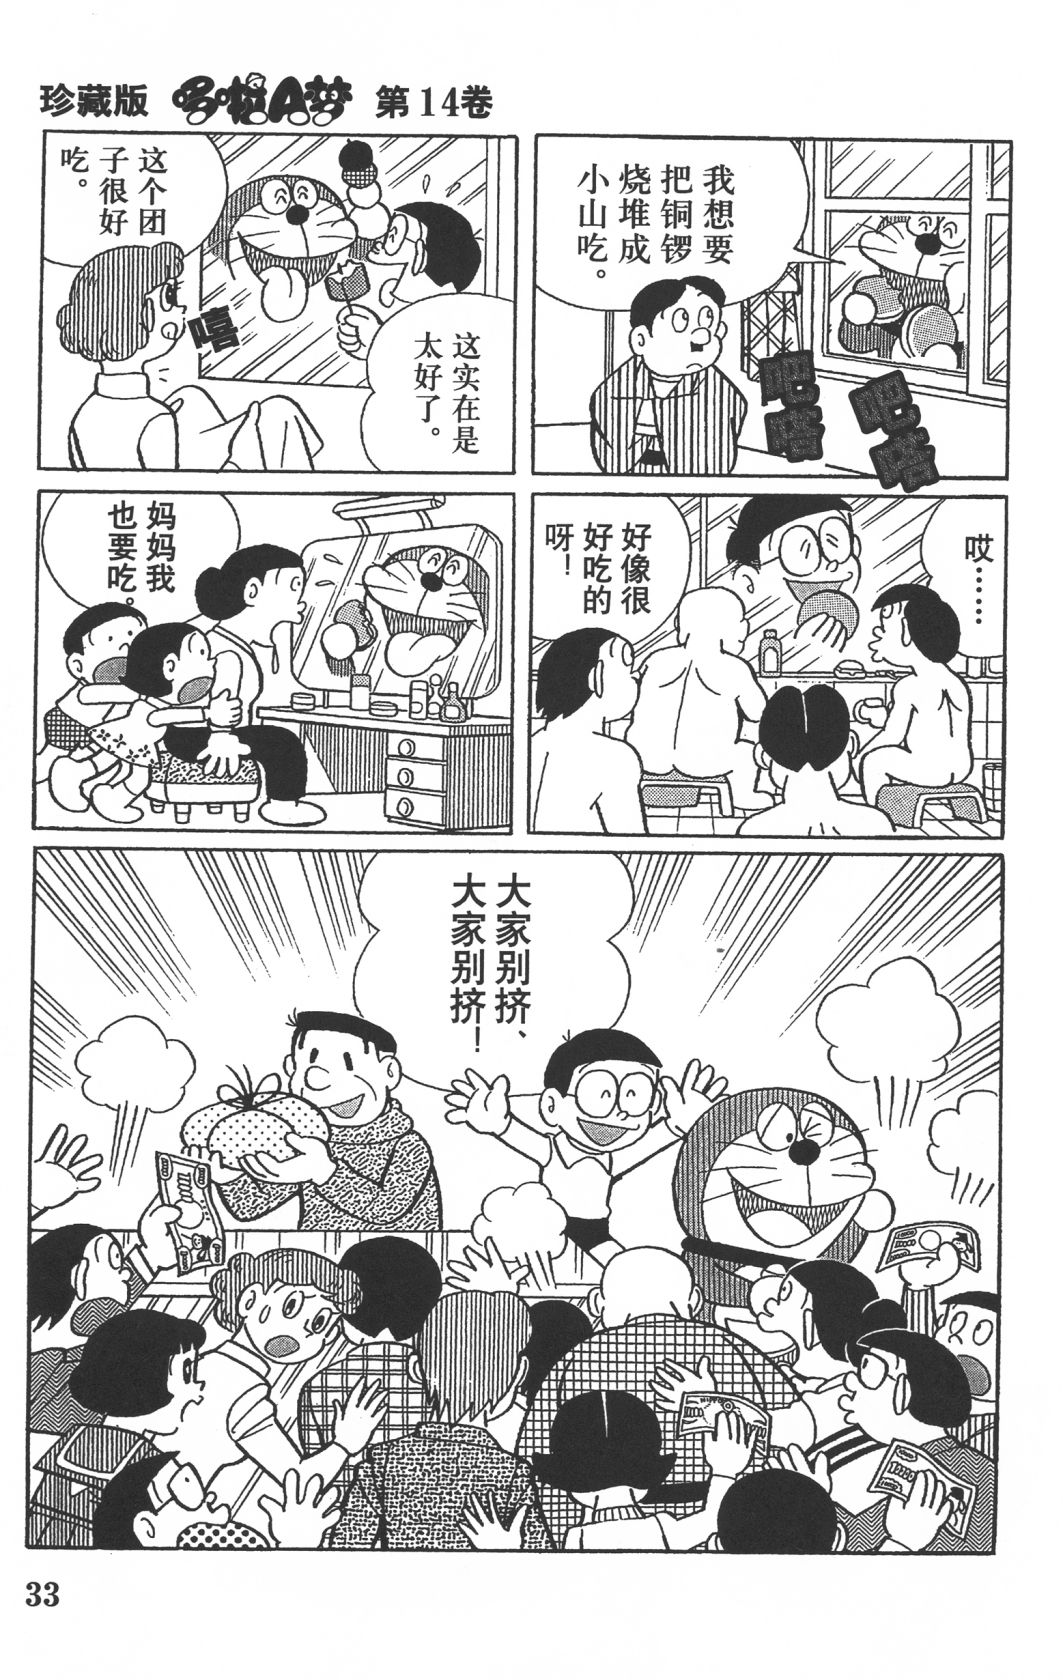 珍藏版 哆啦A梦 第14卷
我想要
把铜锣
烧堆成
小山吃。
吧嗒
吧嗒
这个团
子很好
吃。
嘻
这实在是
太好了。
哎……
好像很
好吃的
呀！
妈妈我
也要吃。
大家别挤、
大家别挤！
33